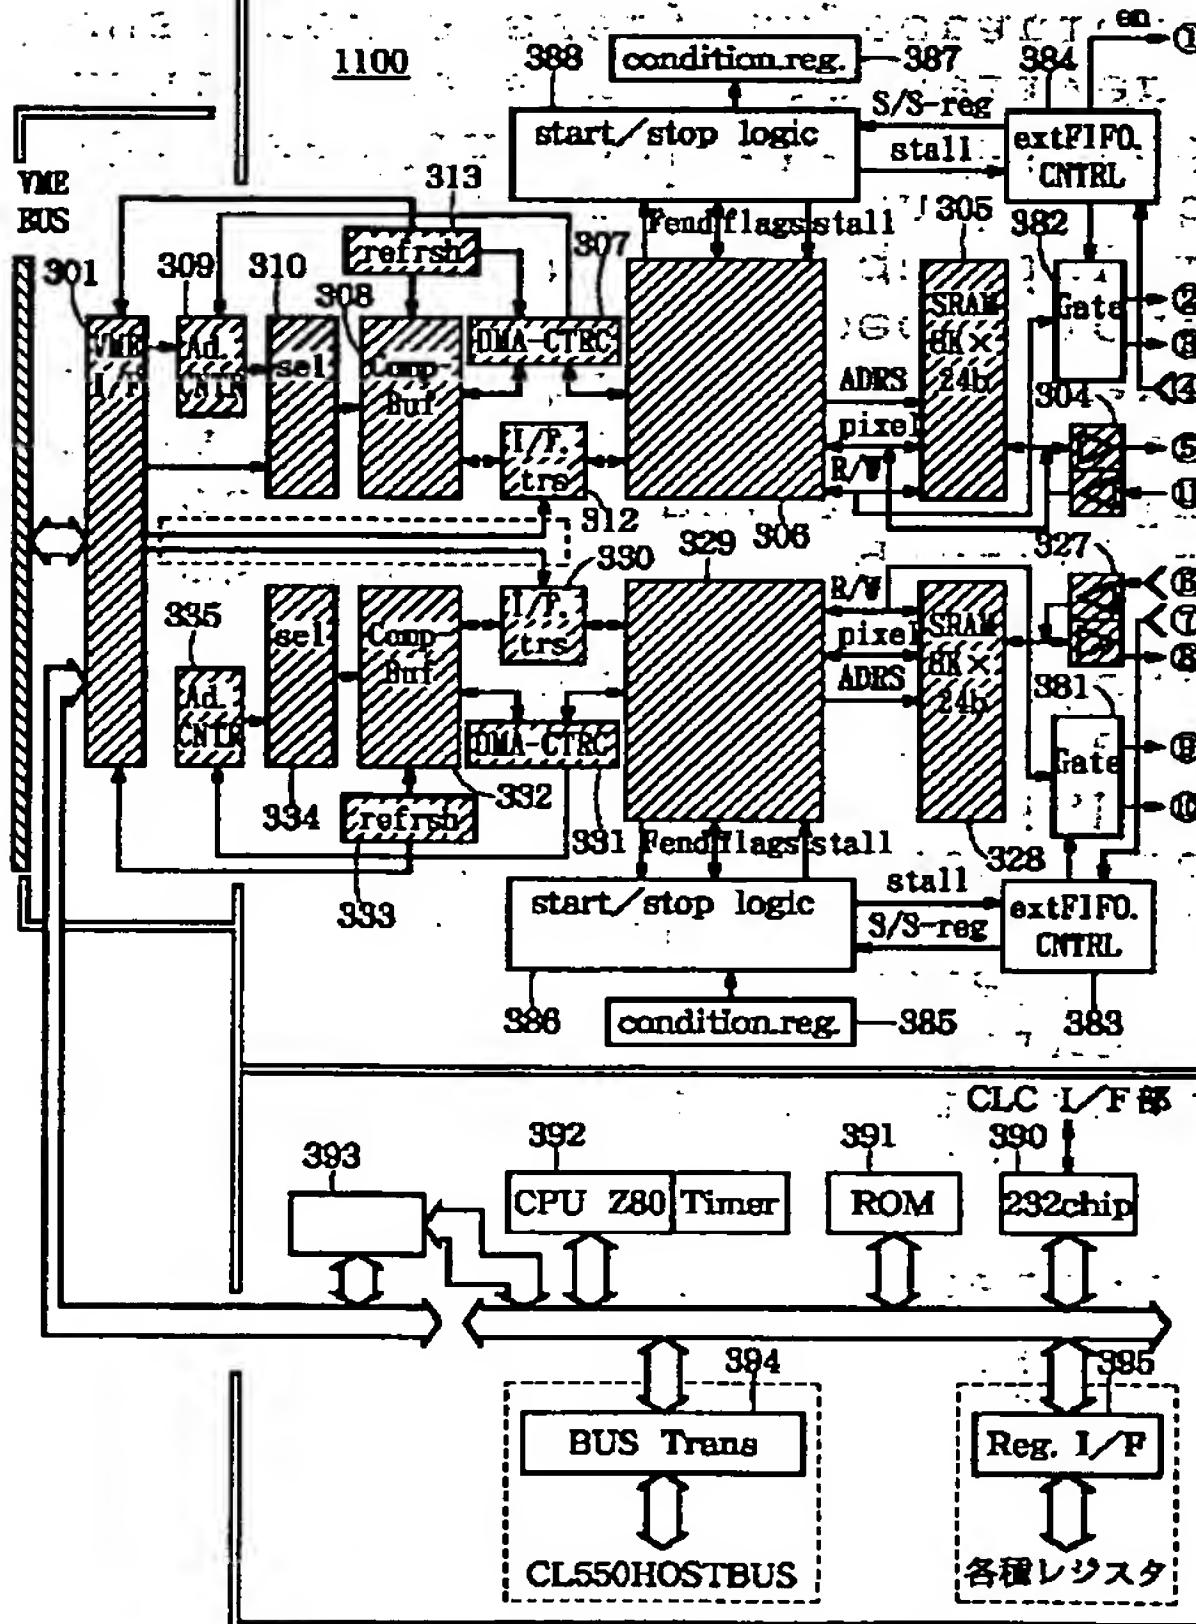 1100
388
condition.reg.
387
384
en
①
S/S-reg
start/stop logic
stall
extFIFO.
CNTRL
VME
BUS
313
305
382
Fend flags stall
301
309
310
308
refrsh
307
②
③
④
VME
I/F
Ad.
CNTR
sel
Comp-
Buf
DMA-CTRC
SRAM
8K×
24b
Gate
ADRS
pixel
R/W
304
⑤
⑪
I/F.
trs
312
306
330
329
327
335
I/F.
trs
R/W
pixel
ADRS
SRAM
8K×
24b
⑥
⑦
⑧
sel
Comp-
Buf
Ad.
CNTR
DMA-CTRC
381
Gate
⑨
⑩
334
refrsh
332
331
Fend flags stall
328
333
start/stop logic
stall
S/S-reg
extFIFO.
CNTRL
386
condition.reg.
385
383
CLC I/F部
393
392
391
390
CPU Z80
Timer
ROM
232chip
394
395
BUS Trans
Reg. I/F
CL550HOSTBUS
各種レジスタ